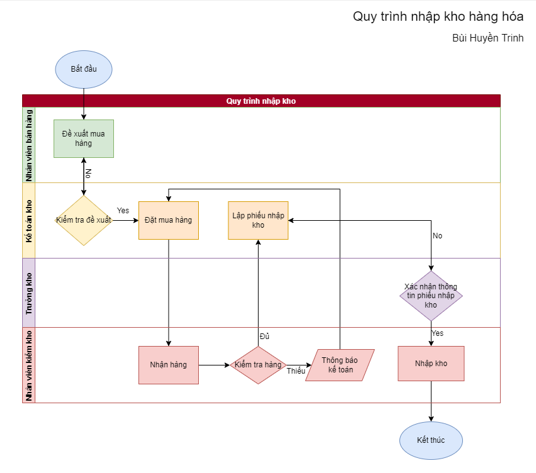 Quy trình nhập kho hàng hóa
Bùi Huyền Trinh
Bắt đầu
Quy trình nhập kho
Nhân viên bán hàng
Đề xuất mua
hàng
No
Kế toán kho
Kiểm tra đề xuất
Yes
Đặt mua hàng
Lập phiếu nhập
kho
No
Trưởng kho
Xác nhận thông
tin phiếu nhập
kho
Yes
Nhân viên kiểm kho
Nhận hàng
Đủ
Kiểm tra hàng
Thiếu
Thông báo
kế toán
Nhập kho
Kết thúc